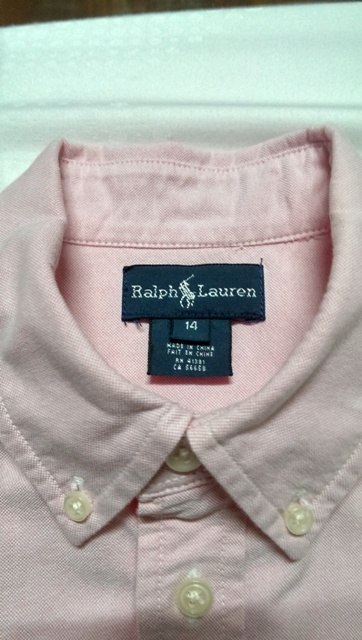 Ralph Lauren
14
MADE IN CHINA
FAIT EN CHINE
RN 41381
CA 56658